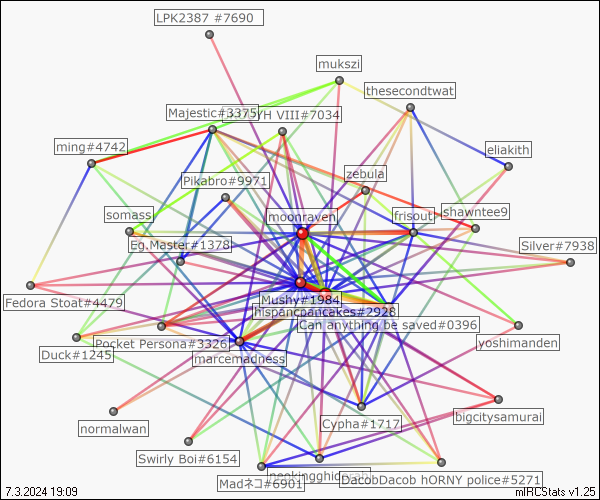 LPK2387 #7690
mukszi
thesecondtwat
Majestic#3375
YH VIII#7034
ming#4742
eliakith
zebula
Pikabro#9971
somass
moonraven
frisout
shawntee9
Eg.Master#1378
Silver#7938
Fedora Stoat#4479
Mushy#1984
hispancpancakes#2928
Can anything be saved#0396
Pocket Persona#3326
yoshimanden
Duck#1245
marcemadness
bigcitysamurai
Cypha#1717
normalwan
Swirly Boi#6154
DacobDacob hORNY police#5271
Madネコ#6901
7.3.2024 19:09
mIRCStats v1.25